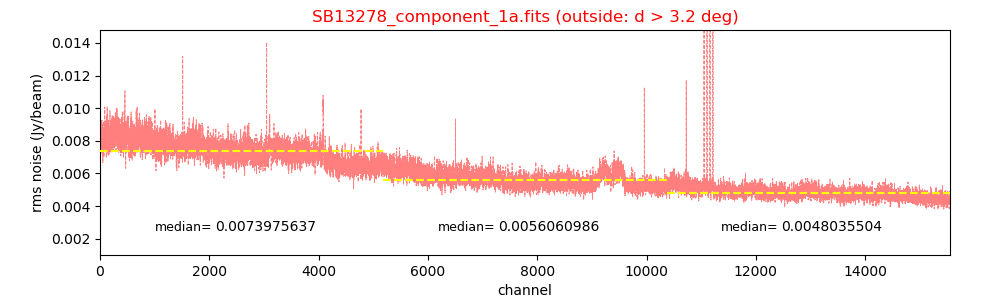 SB13278_component_1a.fits (outside: d > 3.2 deg)
rms noise (Jy/beam)
0.014
0.012
0.010
0.008
0.006
0.004
0.002
median= 0.0073975637
median= 0.0056060986
median= 0.0048035504
0 2000 4000 6000 8000 10000 12000 14000
channel